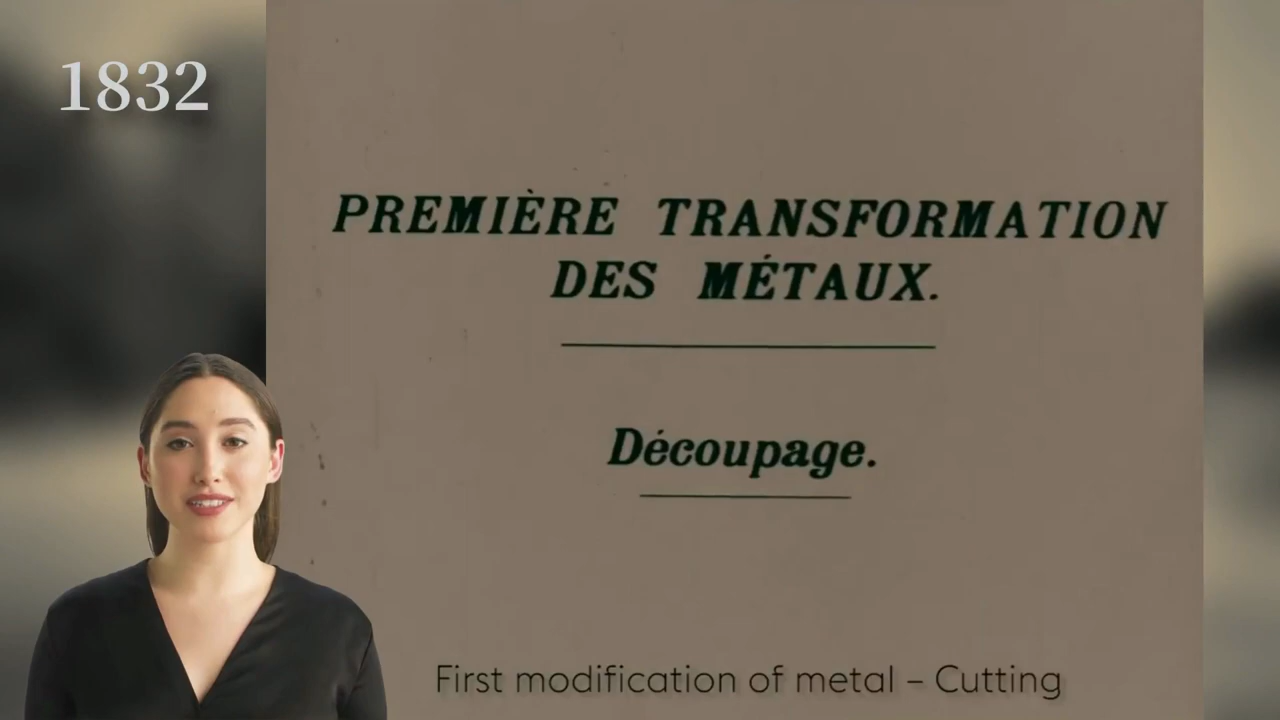 1832
PREMIÈRE TRANSFORMATION
DES MÉTAUX.
Découpage.
First modification of metal – Cutting